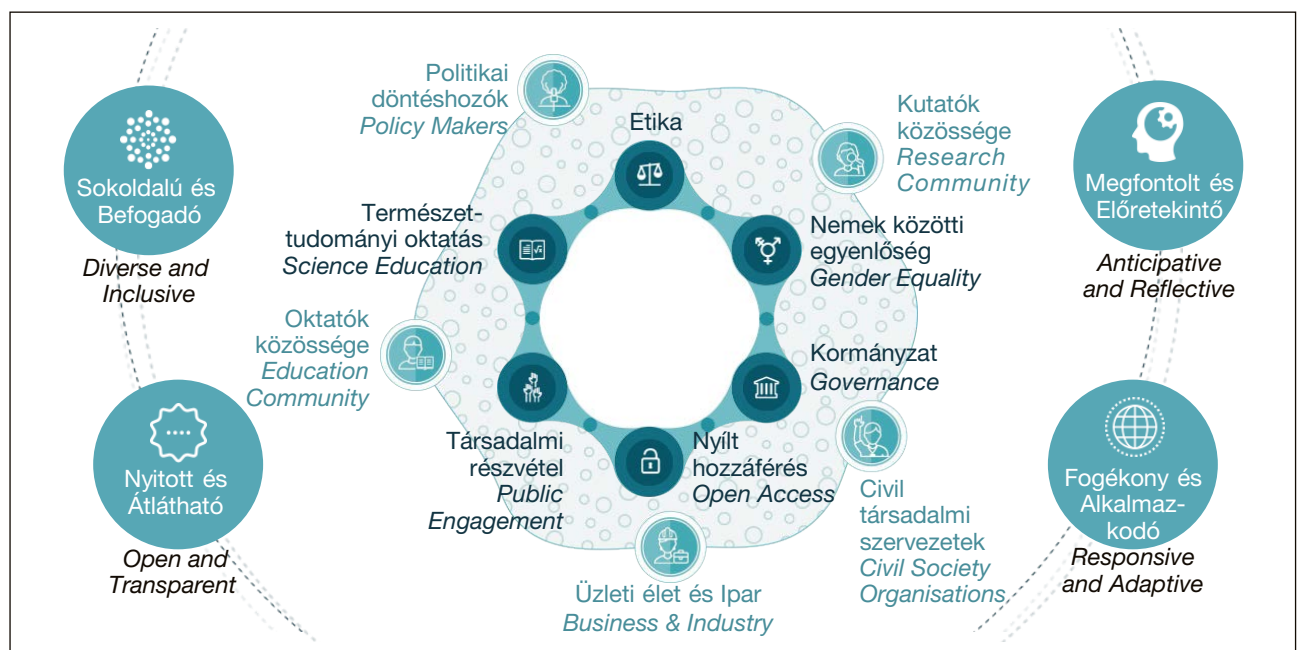 Politikai
döntéshozók
Policy Makers
Etika
Kutatók
közössége
Research
Community
Sokoldalú és
Befogadó
Diverse and
Inclusive
Megfontolt és
Előretekintő
Anticipative
and Reflective
Természet-
tudományi oktatás
Science Education
Nemek közötti
egyenlőség
Gender Equality
Oktatók
közössége
Education
Community
Kormányzat
Governance
Nyitott és
Átlátható
Open and
Transparent
Társadalmi
részvétel
Public
Engagement
Nyílt
hozzáférés
Open Access
Civil
társadalmi
szervezetek
Civil Society
Organisations
Fogékony és
Alkalmaz-
kodó
Responsive
and Adaptive
Üzleti élet és Ipar
Business & Industry